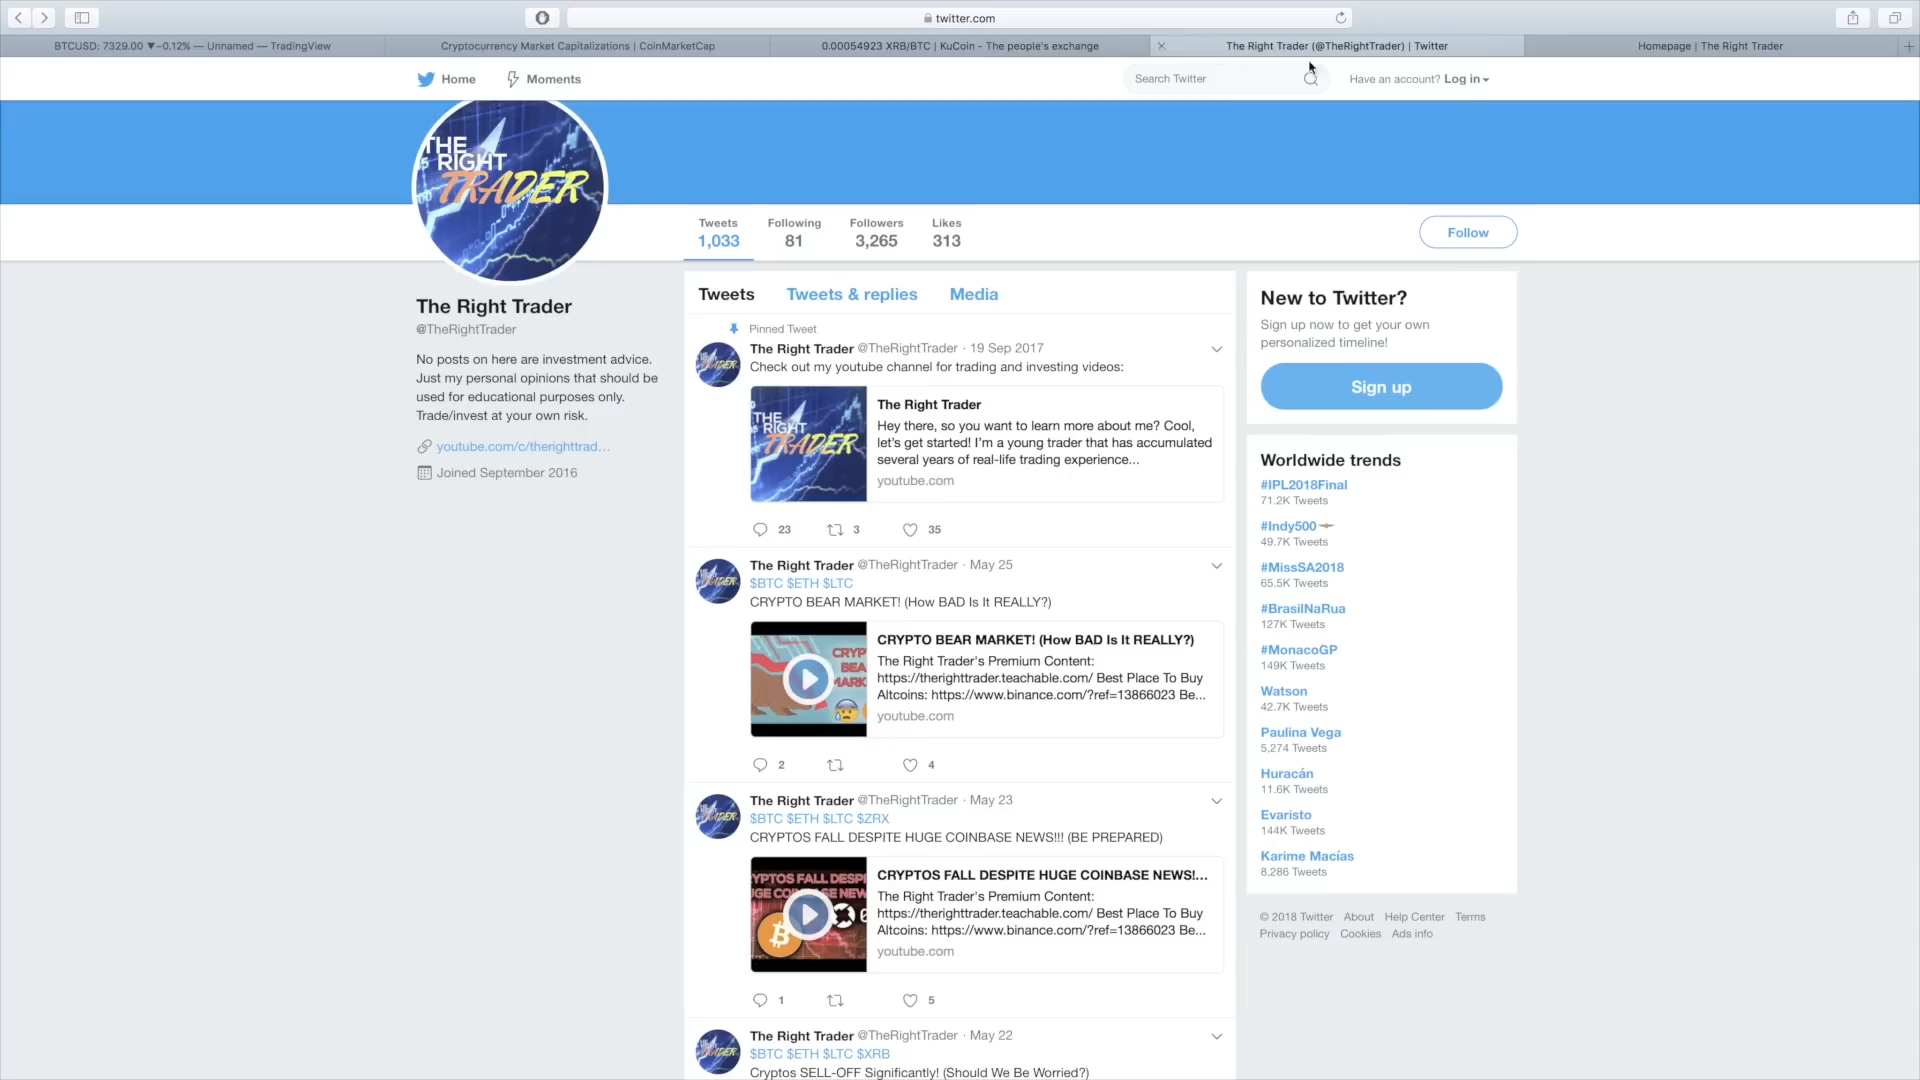 twitter.com
BTCUSD: 7329.00 ▼−0.12% — Unnamed — TradingView
Cryptocurrency Market Capitalizations | CoinMarketCap
0.00054923 XRB/BTC | KuCoin - The people's exchange
The Right Trader (@TheRightTrader) | Twitter
Homepage | The Right Trader
Home
Moments
Search Twitter
Have an account? Log in
THE
RIGHT
TRADER
Tweets
1,033
Following
81
Followers
3,265
Likes
313
Follow
The Right Trader
@TheRightTrader
No posts on here are investment advice.
Just my personal opinions that should be
used for educational purposes only.
Trade/invest at your own risk.
youtube.com/c/therighttrad…
Joined September 2016
Tweets
Tweets & replies
Media
Pinned Tweet
The Right Trader @TheRightTrader · 19 Sep 2017
Check out my youtube channel for trading and investing videos:
THE
RIGHT
TRADER
The Right Trader
Hey there, so you want to learn more about me? Cool,
let's get started! I'm a young trader that has accumulated
several years of real-life trading experience...
youtube.com
23
3
35
The Right Trader @TheRightTrader · May 25
$BTC $ETH $LTC
CRYPTO BEAR MARKET! (How BAD Is It REALLY?)
CRYPTO BEAR MARKET! (How BAD Is It REALLY?)
The Right Trader's Premium Content:
https://therighttrader.teachable.com/ Best Place To Buy
Altcoins: https://www.binance.com/?ref=13866023 Be...
youtube.com
2
4
The Right Trader @TheRightTrader · May 23
$BTC $ETH $LTC $ZRX
CRYPTOS FALL DESPITE HUGE COINBASE NEWS!!! (BE PREPARED)
CRYPTOS FALL DESPITE HUGE COINBASE NEWS!...
The Right Trader's Premium Content:
https://therighttrader.teachable.com/ Best Place To Buy
Altcoins: https://www.binance.com/?ref=13866023 Be...
youtube.com
1
5
The Right Trader @TheRightTrader · May 22
$BTC $ETH $LTC $XRB
Cryptos SELL-OFF Significantly! (Should We Be Worried?)
New to Twitter?
Sign up now to get your own
personalized timeline!
Sign up
Worldwide trends
#IPL2018Final
71.2K Tweets
#Indy500
49.7K Tweets
#MissSA2018
65.5K Tweets
#BrasilNaRua
127K Tweets
#MonacoGP
149K Tweets
Watson
42.7K Tweets
Paulina Vega
5,274 Tweets
Huracán
11.6K Tweets
Evaristo
144K Tweets
Karime Macías
8,286 Tweets
© 2018 Twitter About Help Center Terms
Privacy policy Cookies Ads info